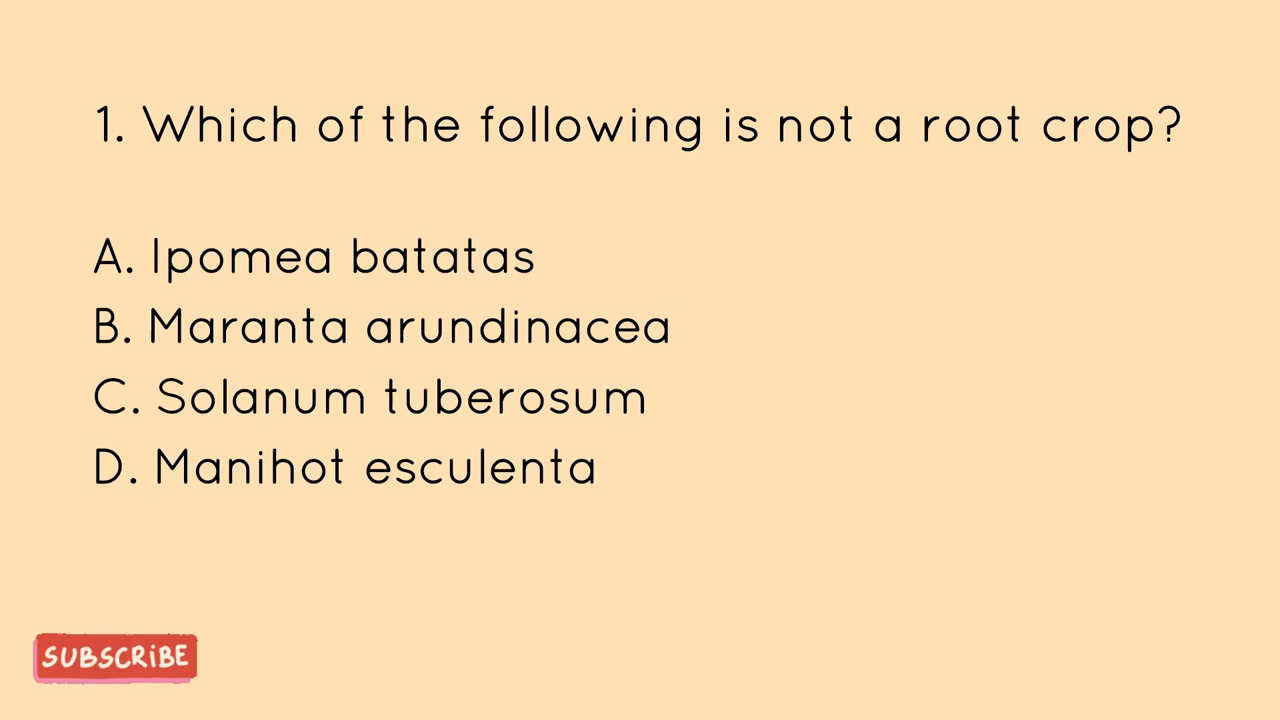 1. Which of the following is not a root crop?
A. Ipomea batatas
B. Maranta arundinacea
C. Solanum tuberosum
D. Manihot esculenta
SUBSCRiBE